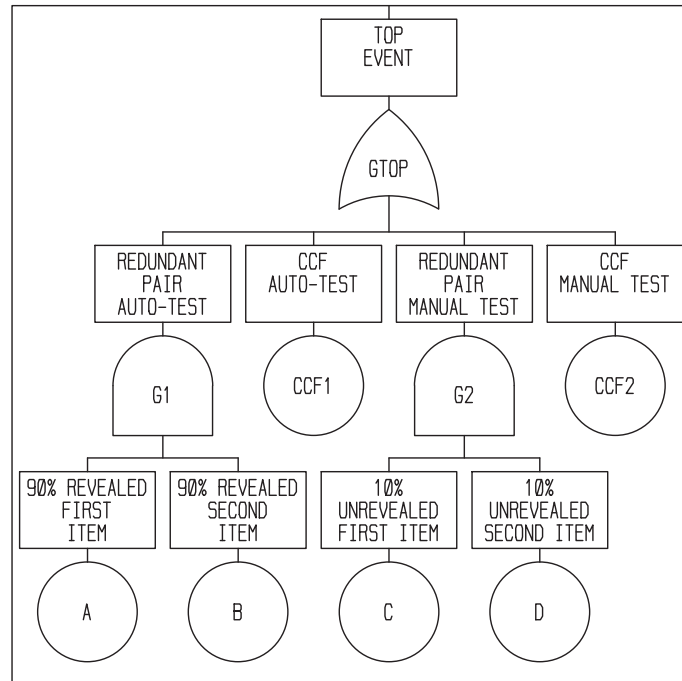 TOP
EVENT
GTOP
REDUNDANT
PAIR
AUTO-TEST
CCF
AUTO-TEST
REDUNDANT
PAIR
MANUAL TEST
CCF
MANUAL TEST
G1
CCF1
G2
CCF2
90% REVEALED
FIRST
ITEM
90% REVEALED
SECOND
ITEM
10%
UNREVEALED
FIRST ITEM
10%
UNREVEALED
SECOND ITEM
A
B
C
D